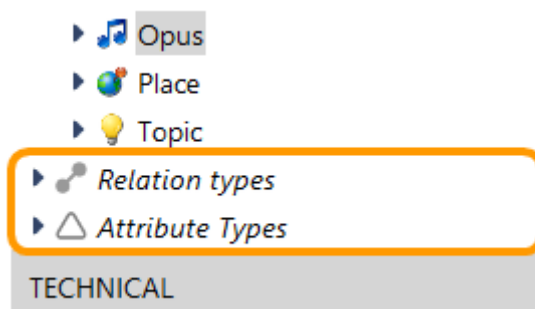 Opus
Place
Topic
Relation types
Attribute Types
TECHNICAL